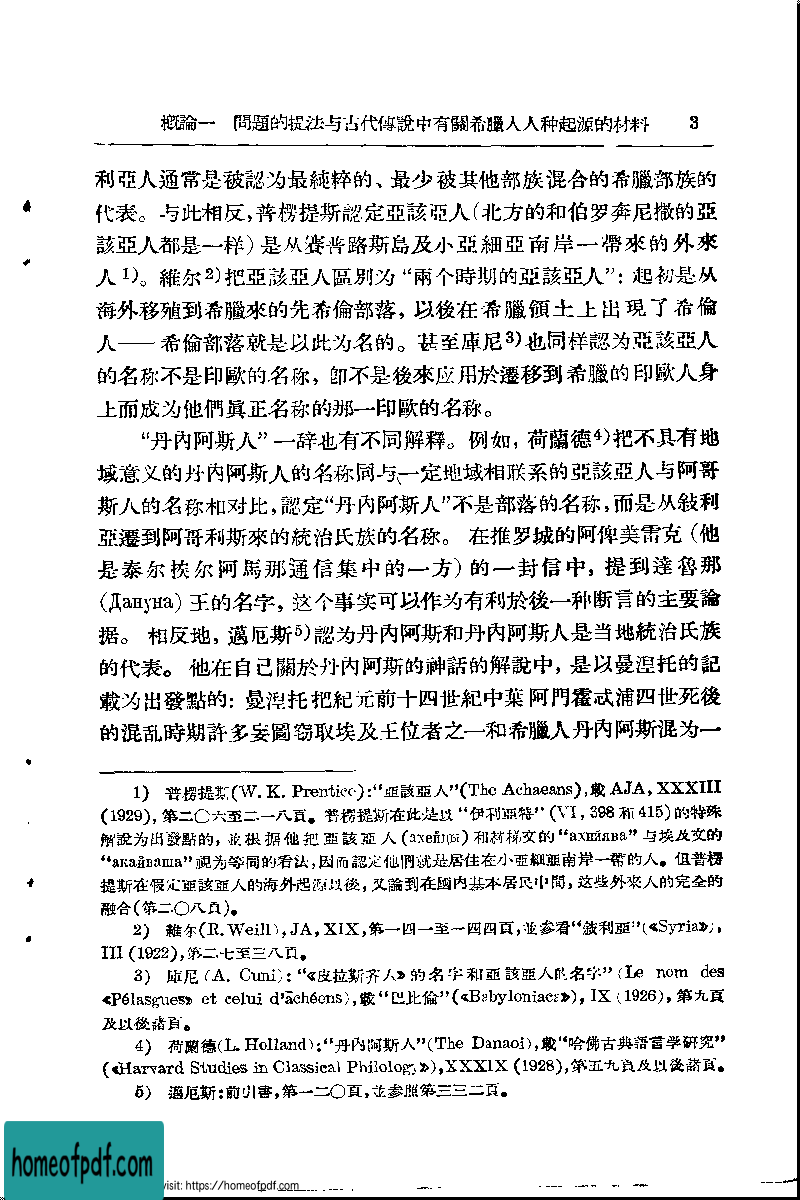 概論一　問題的提法与古代傳說中有關希臘人人种起源的材料　3
利亞人通常是被認为最純粹的、最少被其他部族混合的希臘部族的
代表。与此相反,普楞提斯認定亞該亞人(北方的和伯罗奔尼撒的亞
該亞人都是一样)是从賽普路斯島及小亞細亞南岸一帶來的外來
人1)。維尔2)把亞該亞人區别为“兩个時期的亞該亞人”: 起初是从
海外移殖到希臘來的先希倫部落, 以後在希臘領土上出現了希倫
人——希倫部落就是以此为名的。甚至庫尼3)也同样認为亞該亞人
的名称不是印歐的名称, 卽不是後來应用於遷移到希臘的印歐人身
上而成为他們眞正名称的那一印歐的名称。
“丹內阿斯人”一辞也有不同解釋。例如, 荷蘭德4)把不具有地
域意义的丹內阿斯人的名称同与一定地域相联系的亞該亞人与阿哥
斯人的名称相对比,認定“丹內阿斯人”不是部落的名称,而是从敍利
亞遷到阿哥利斯來的統治氏族的名称。 在推罗城的阿俾美雷克 (他
是泰尔挨尔阿馬那通信集中的一方) 的一封信中, 提到達魯那
(Дануна) 王的名字, 这个事实可以作为有利於後一种断言的主要論
据。 相反地, 邁厄斯5)認为丹內阿斯和丹內阿斯人是当地統治氏族
的代表。 他在自己關於丹內阿斯的神話的解說中, 是以曼涅托的記
載为出發點的: 曼涅托把紀元前十四世紀中葉阿門霍忒浦四世死後
的混乱時期許多妄圖窃取埃及王位者之一和希臘人丹內阿斯混为一
1) 普楞提斯(W. K. Prentice):“亞該亞人”(The Achaeans),載 AJA, XXXIII
(1929), 第二〇六至二一八頁。 普楞提斯在此是以 “伊利亞特” (VI, 398 和 415) 的特殊
解說为出發點的, 並根据他把亞該亞人 (ахейцы) 和赫梯文的 “ахийява” 与埃及文的
“акайваша” 視为等同的看法,因而認定他們就是居住在小亞細亞南岸一帶的人。但普楞
提斯在假定亞該亞人的海外起源以後, 又論到在國內基本居民中間, 这些外來人的完全的
融合(第二〇八頁)。
2) 維尔(R. Weill), JA, XIX, 第一四一至一四四頁,並参看“敍利亞”(«Syria»),
III (1922), 第二七至三八頁。
3) 庫尼 (A. Cuni): “«皮拉斯齐人» 的名字和亞該亞人的名字” (Le nom des
«Pélasgues» et celui d'achéens), 載“巴比倫” («Babyloniaca»), IX (1926), 第九頁
及以後諸頁。
4) 荷蘭德(L. Holland):“丹內阿斯人”(The Danaoi),載“哈佛古典語言学研究”
(«Harvard Studies in Classical Philology»),XXXIX (1928),第五九頁及以後諸頁。
5) 邁厄斯:前引書,第一二〇頁,並参照第三三二頁。
homeofpdf.com
visit: https://homeofpdf.com